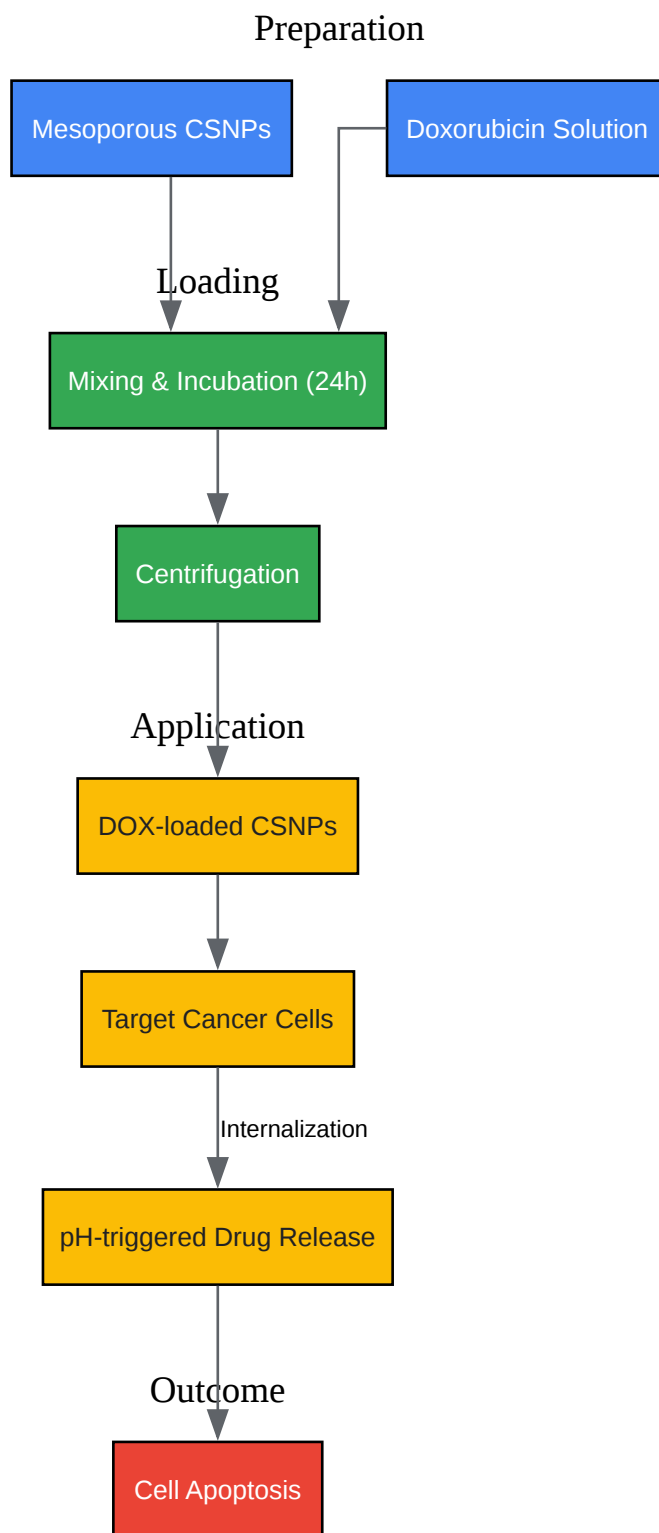 Preparation
Mesoporous CSNPs
Doxorubicin Solution
Loading
Mixing & Incubation (24h)
Centrifugation
Application
DOX-loaded CSNPs
Target Cancer Cells
Internalization
pH-triggered Drug Release
Outcome
Cell Apoptosis